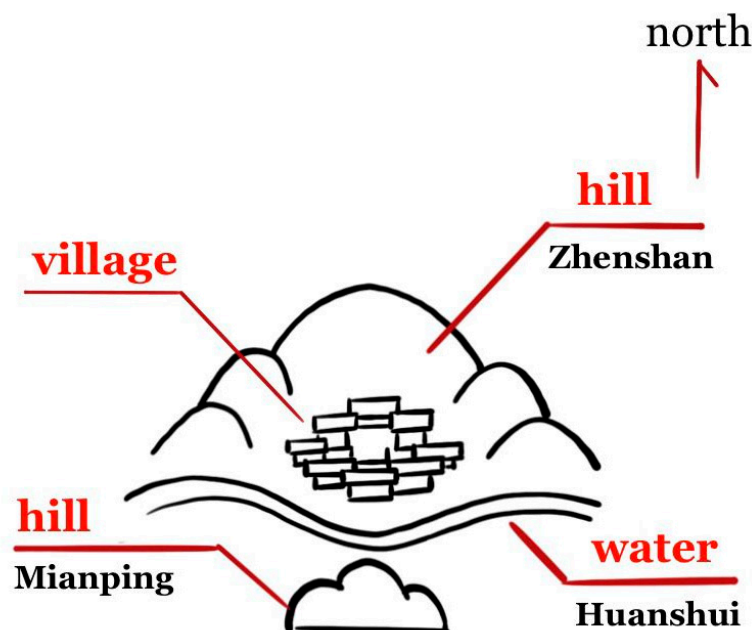 north
hill
Zhenshan
village
hill
Mianping
water
Huanshui